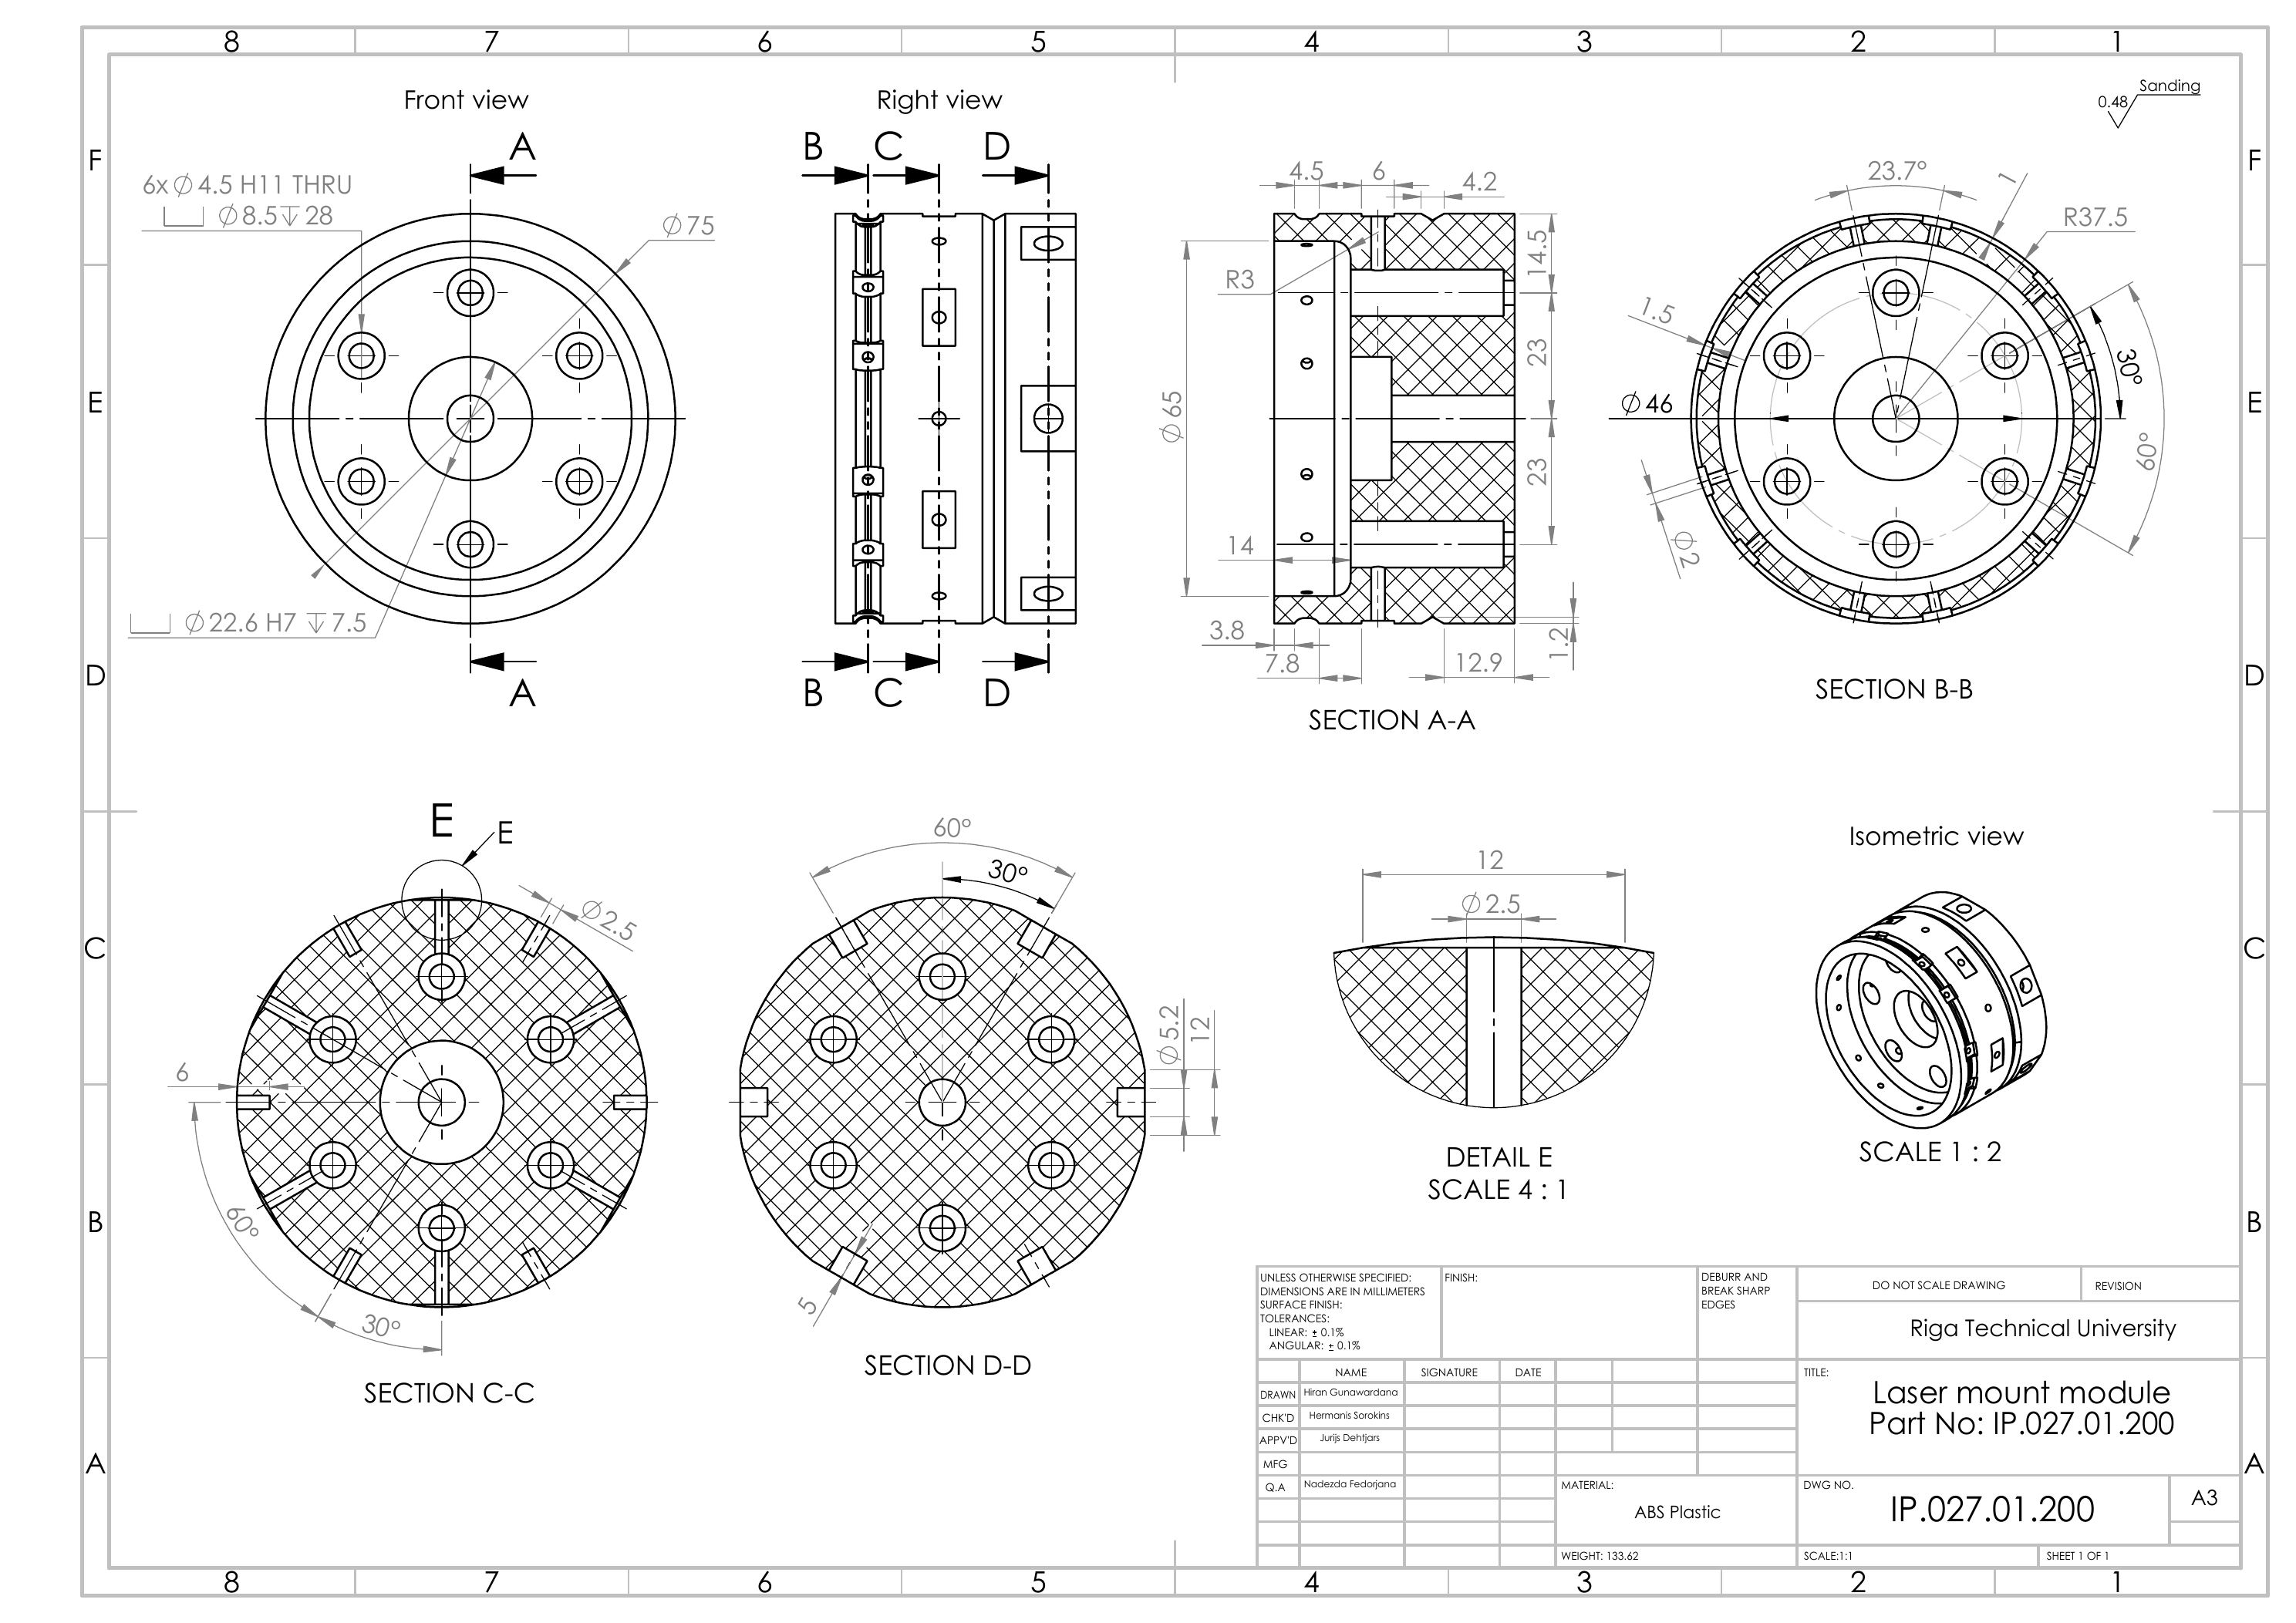 8 7 6 5 4 3 2 1
F
E
D
C
B
A
F
E
D
C
B
A
Front view
A
6x Ø 4.5 H11 THRU
⌴ Ø 8.5 ↧ 28
Ø 75
⌴ Ø 22.6 H7 ↧ 7.5
A
Right view
B C D
B C D
4.5 6 4.2
R3
Ø 65
14.5
23
23
14
3.8
7.8
12.9
1.2
SECTION A-A
Sanding
0.48
23.7°
1
R37.5
1.5
30°
Ø 46
60°
Ø 2
SECTION B-B
E
E
Ø 2.5
6
60°
30°
SECTION C-C
60°
30°
Ø 5.2
12
5
SECTION D-D
12
Ø 2.5
DETAIL E
SCALE 4 : 1
Isometric view
SCALE 1 : 2
UNLESS OTHERWISE SPECIFIED:
DIMENSIONS ARE IN MILLIMETERS
SURFACE FINISH:
TOLERANCES:
LINEAR: ± 0.1%
ANGULAR: ± 0.1%
FINISH:
DEBURR AND
BREAK SHARP
EDGES
DO NOT SCALE DRAWING
REVISION
Riga Technical University
NAME SIGNATURE DATE
DRAWN Hiran Gunawardana
CHK'D Hermanis Sorokins
APPV'D Jurijs Dehtjars
MFG
Q.A Nadezda Fedorjana
TITLE:
Laser mount module
Part No: IP.027.01.200
MATERIAL:
ABS Plastic
DWG NO.
IP.027.01.200
A3
WEIGHT: 133.62
SCALE:1:1
SHEET 1 OF 1
8 7 6 5 4 3 2 1